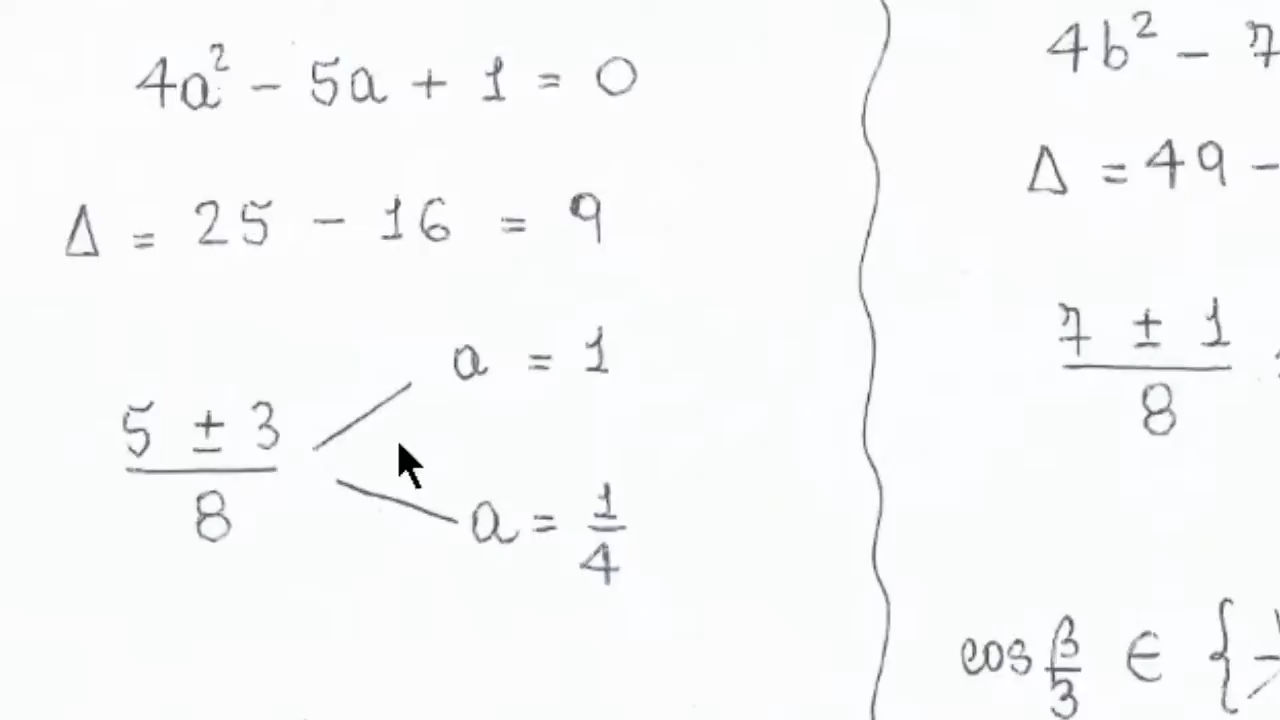 4a² - 5a + 1 = 0
Δ = 25 - 16 = 9
5 ± 3
8
a = 1
a = 1/4
4b² - 7
Δ = 49 -
7 ± 1
8
cos β/3 ∈ {